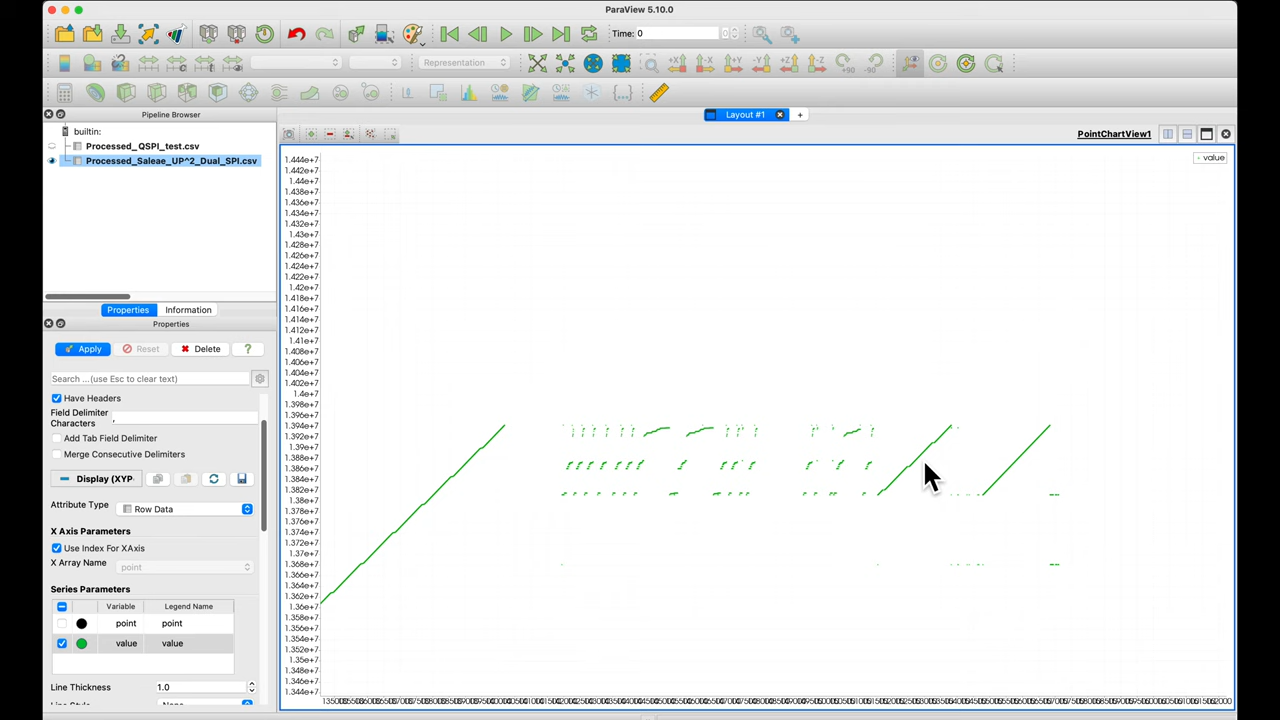 ParaView 5.10.0
Time: 0
0
Representation
+X
-X
+Y
-Y
+Z
-Z
+90
-90
Pipeline Browser
Layout #1
+
builtin:
Processed_QSPI_test.csv
Processed_Saleae_UP^2_Dual_SPI.csv
PointChartView1
value
1.444e+7
1.442e+7
1.44e+7
1.438e+7
1.436e+7
1.434e+7
1.432e+7
1.43e+7
1.428e+7
1.426e+7
1.424e+7
1.422e+7
1.42e+7
1.418e+7
1.416e+7
1.414e+7
1.412e+7
1.41e+7
1.408e+7
1.406e+7
1.404e+7
1.402e+7
1.4e+7
1.398e+7
1.396e+7
1.394e+7
1.392e+7
1.39e+7
1.388e+7
1.386e+7
1.384e+7
1.382e+7
1.38e+7
1.378e+7
1.376e+7
1.374e+7
1.372e+7
1.37e+7
1.368e+7
1.366e+7
1.364e+7
1.362e+7
1.36e+7
1.358e+7
1.356e+7
1.354e+7
1.352e+7
1.35e+7
1.348e+7
1.346e+7
1.344e+7
Properties
Information
Properties
Apply
Reset
Delete
?
Search ...(use Esc to clear text)
Have Headers
Field Delimiter
Characters
,
Add Tab Field Delimiter
Merge Consecutive Delimiters
Display (XYP
Attribute Type
Row Data
X Axis Parameters
Use Index For XAxis
X Array Name
point
Series Parameters
Variable
Legend Name
point
point
value
value
Line Thickness
1.0